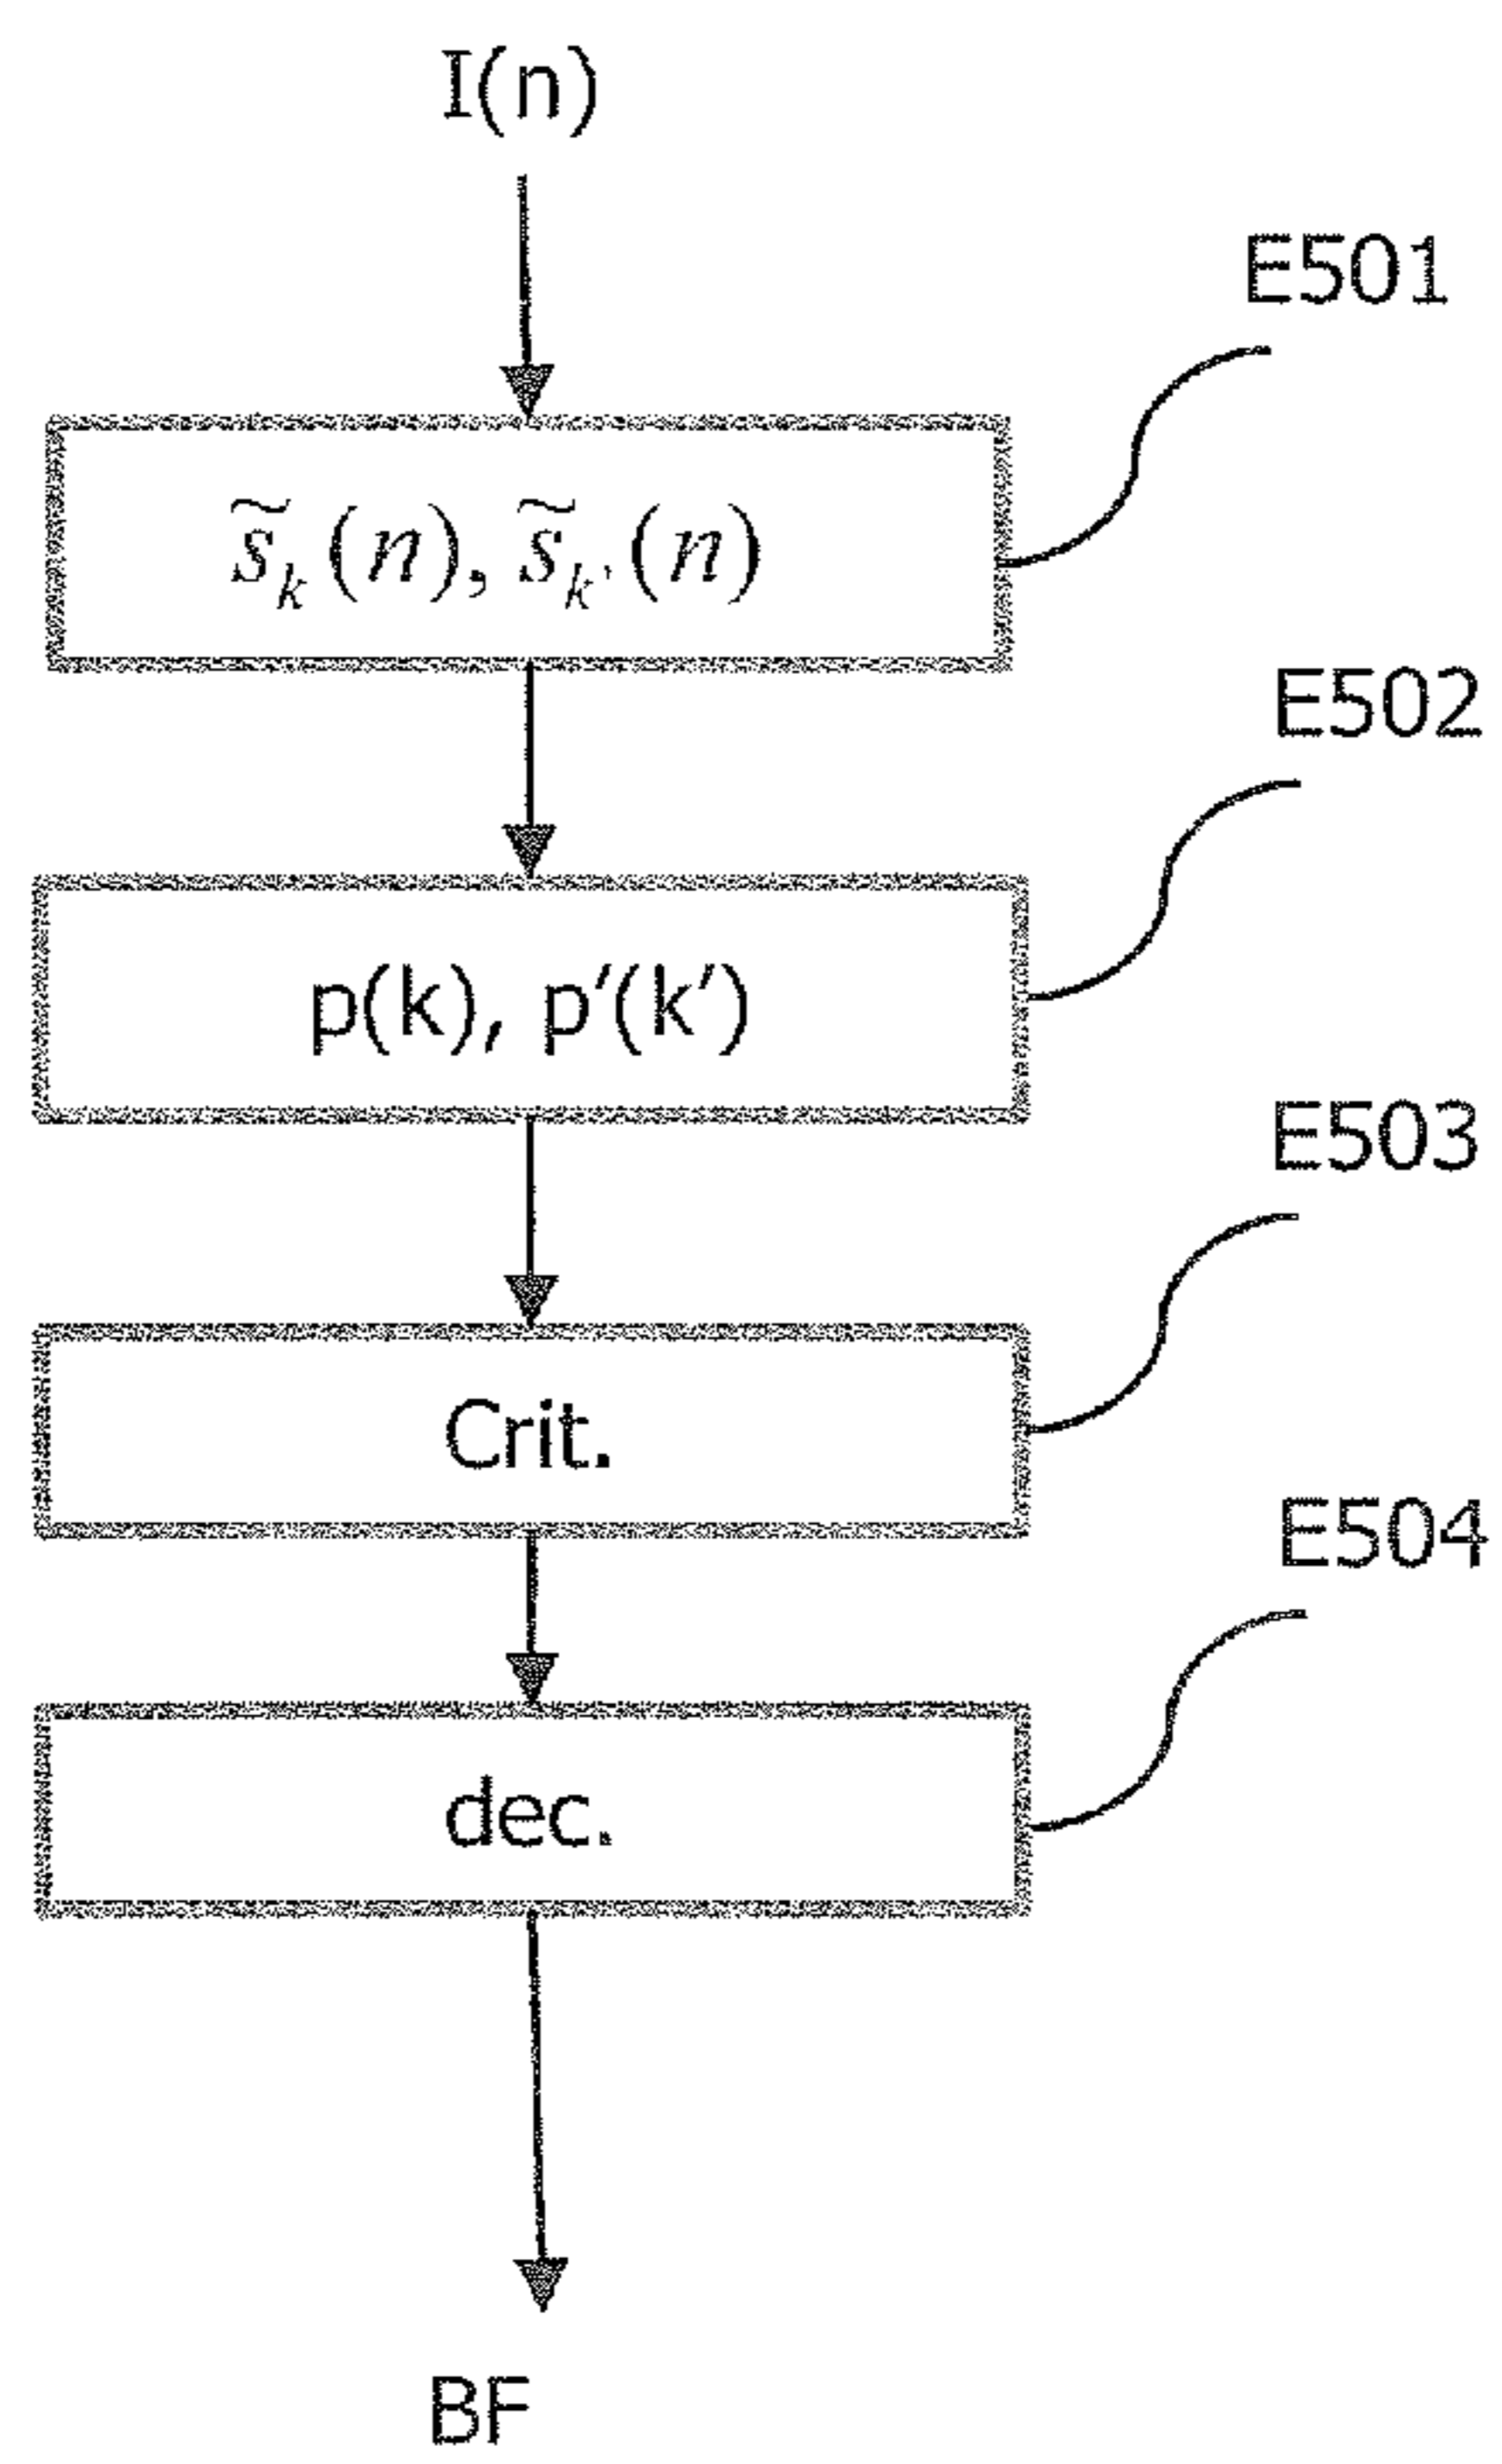 I(n)
E501
s̃ₖ(n), s̃ₖ'(n)
E502
p(k), p'(k')
E503
Crit.
E504
dec.
BF